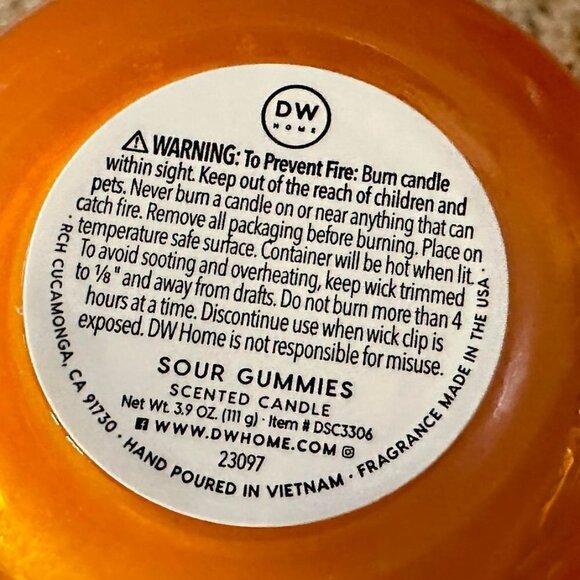 DW
HOME
⚠ WARNING: To Prevent Fire: Burn candle
within sight. Keep out of the reach of children and
pets. Never burn a candle on or near anything that can
catch fire. Remove all packaging before burning. Place on
temperature safe surface. Container will be hot when lit.
To avoid sooting and overheating, keep wick trimmed
to ⅛" and away from drafts. Do not burn more than 4
hours at a time. Discontinue use when wick clip is
exposed. DW Home is not responsible for misuse.
SOUR GUMMIES
SCENTED CANDLE
Net Wt. 3.9 OZ. (111 g) · Item # DSC3306
WWW.DWHOME.COM
23097
· RCH CUCAMONGA, CA 91730 · HAND POURED IN VIETNAM · FRAGRANCE MADE IN THE USA ·